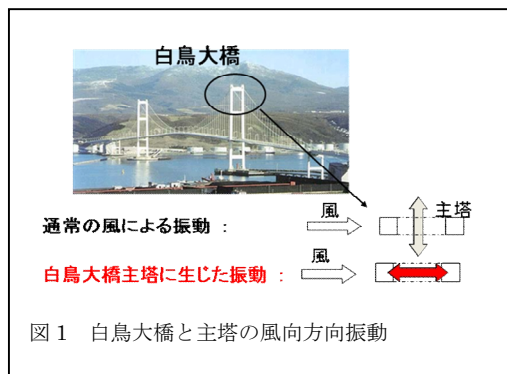 白鳥大橋
通常の風による振動 : 風 主塔
白鳥大橋主塔に生じた振動 : 風
図1 白鳥大橋と主塔の風向方向振動